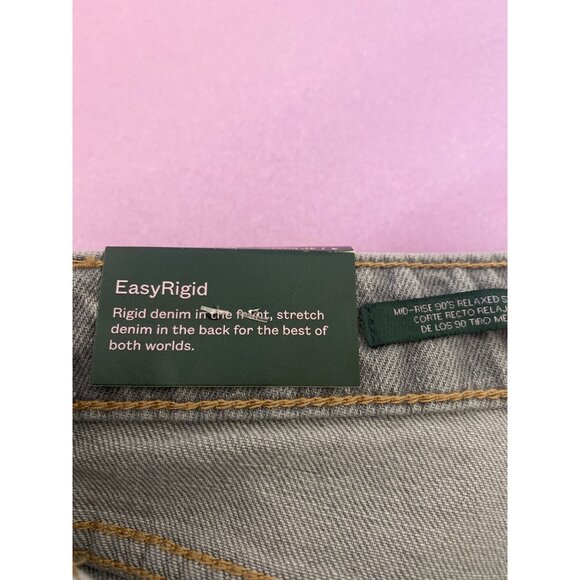 EasyRigid
Rigid denim in the front, stretch
denim in the back for the best of
both worlds.
MID-RISE 90'S RELAXED
CORTE RECTO
DE LOS 90 TIRO